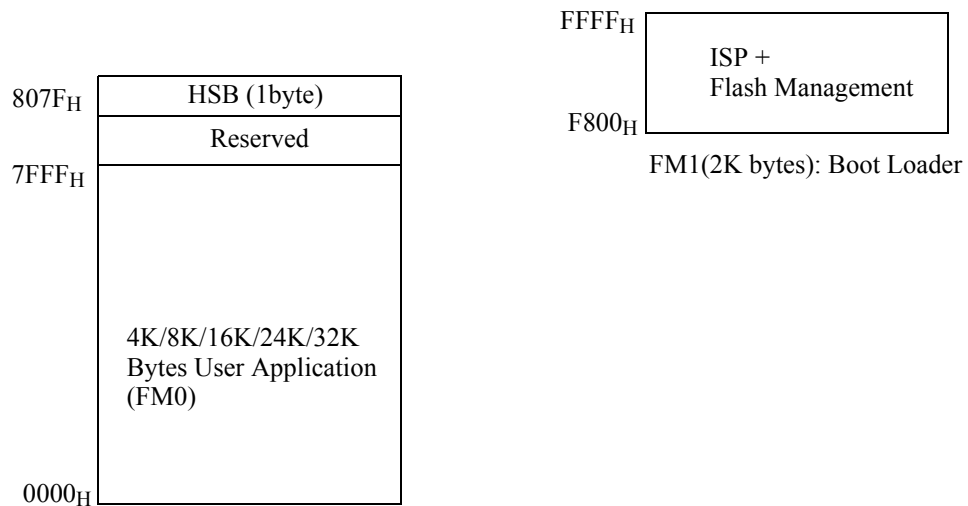 807FH
HSB (1byte)
Reserved
7FFFH
4K/8K/16K/24K/32K
Bytes User Application
(FM0)
0000H
FFFFH
ISP +
Flash Management
F800H
FM1(2K bytes): Boot Loader